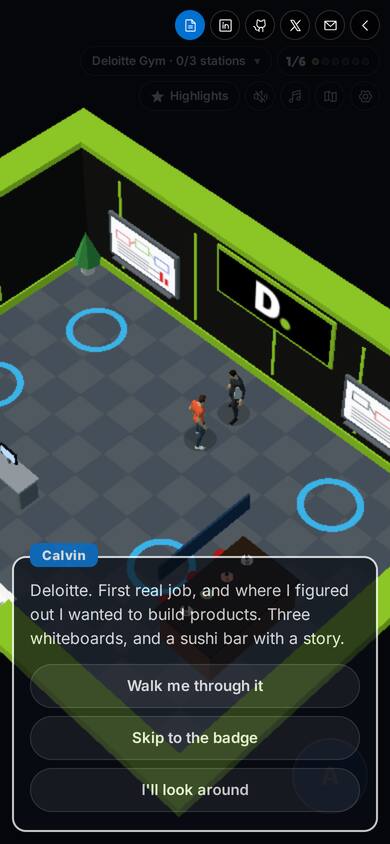 Deloitte Gym · 0/3 stations
1/6
Highlights
D.
Calvin
Deloitte. First real job, and where I figured
out I wanted to build products. Three
whiteboards, and a sushi bar with a story.
Walk me through it
Skip to the badge
I'll look around
A